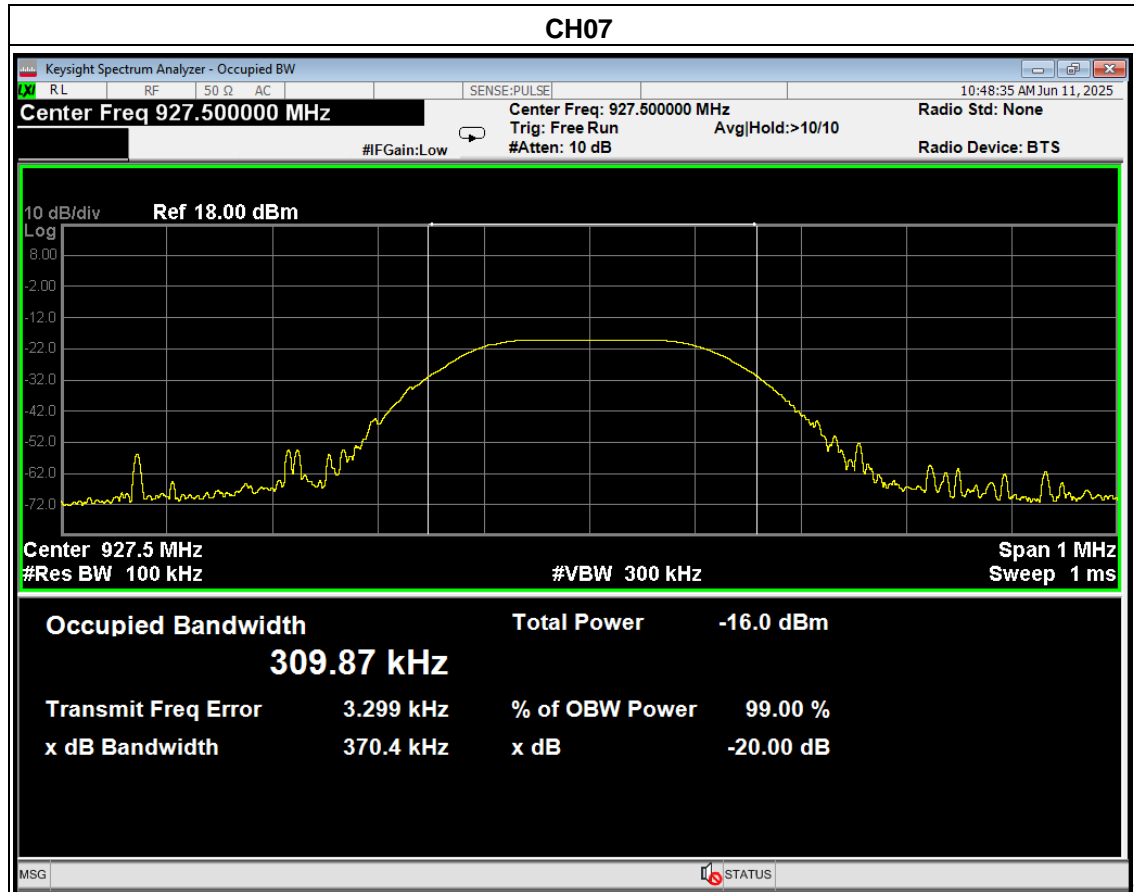 CH07
Keysight Spectrum Analyzer - Occupied BW
LXI RL RF 50 Ω AC SENSE:PULSE 10:48:35 AM Jun 11, 2025
Center Freq 927.500000 MHz Center Freq: 927.500000 MHz Radio Std: None
Trig: Free Run Avg|Hold:>10/10
#IFGain:Low #Atten: 10 dB Radio Device: BTS
10 dB/div Ref 18.00 dBm
Log
8.00
-2.00
-12.0
-22.0
-32.0
-42.0
-52.0
-62.0
-72.0
Center 927.5 MHz Span 1 MHz
#Res BW 100 kHz #VBW 300 kHz Sweep 1 ms
Occupied Bandwidth Total Power -16.0 dBm
309.87 kHz
Transmit Freq Error 3.299 kHz % of OBW Power 99.00 %
x dB Bandwidth 370.4 kHz x dB -20.00 dB
MSG STATUS